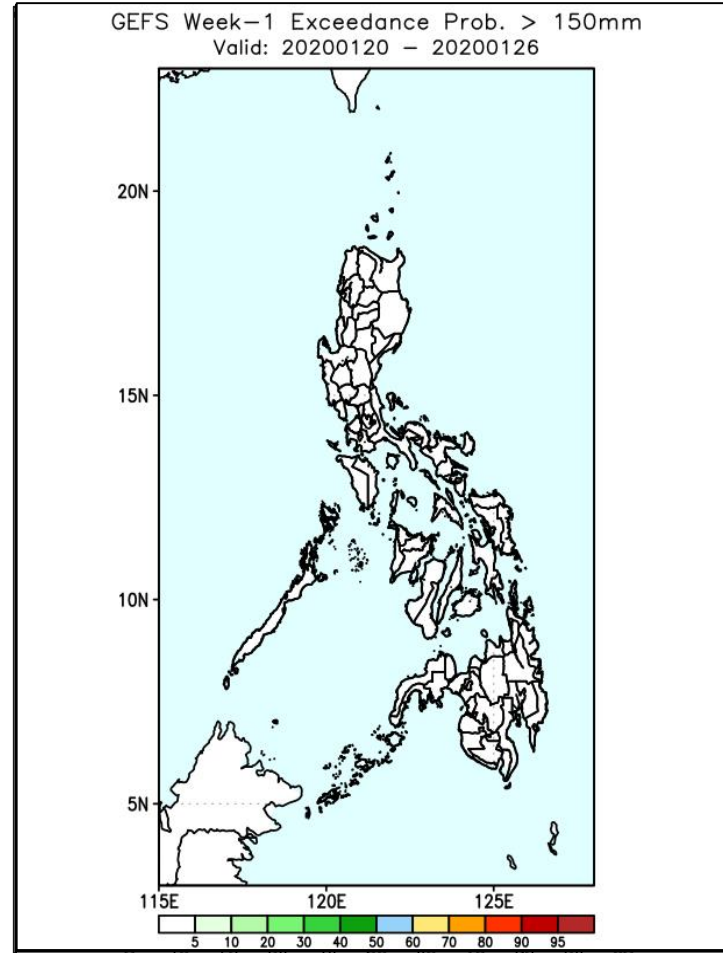 GEFS Week-1 Exceedance Prob. > 150mm
Valid: 20200120 - 20200126
20N
15N
10N
5N
115E 120E 125E
5 10 20 30 40 50 60 70 80 90 95